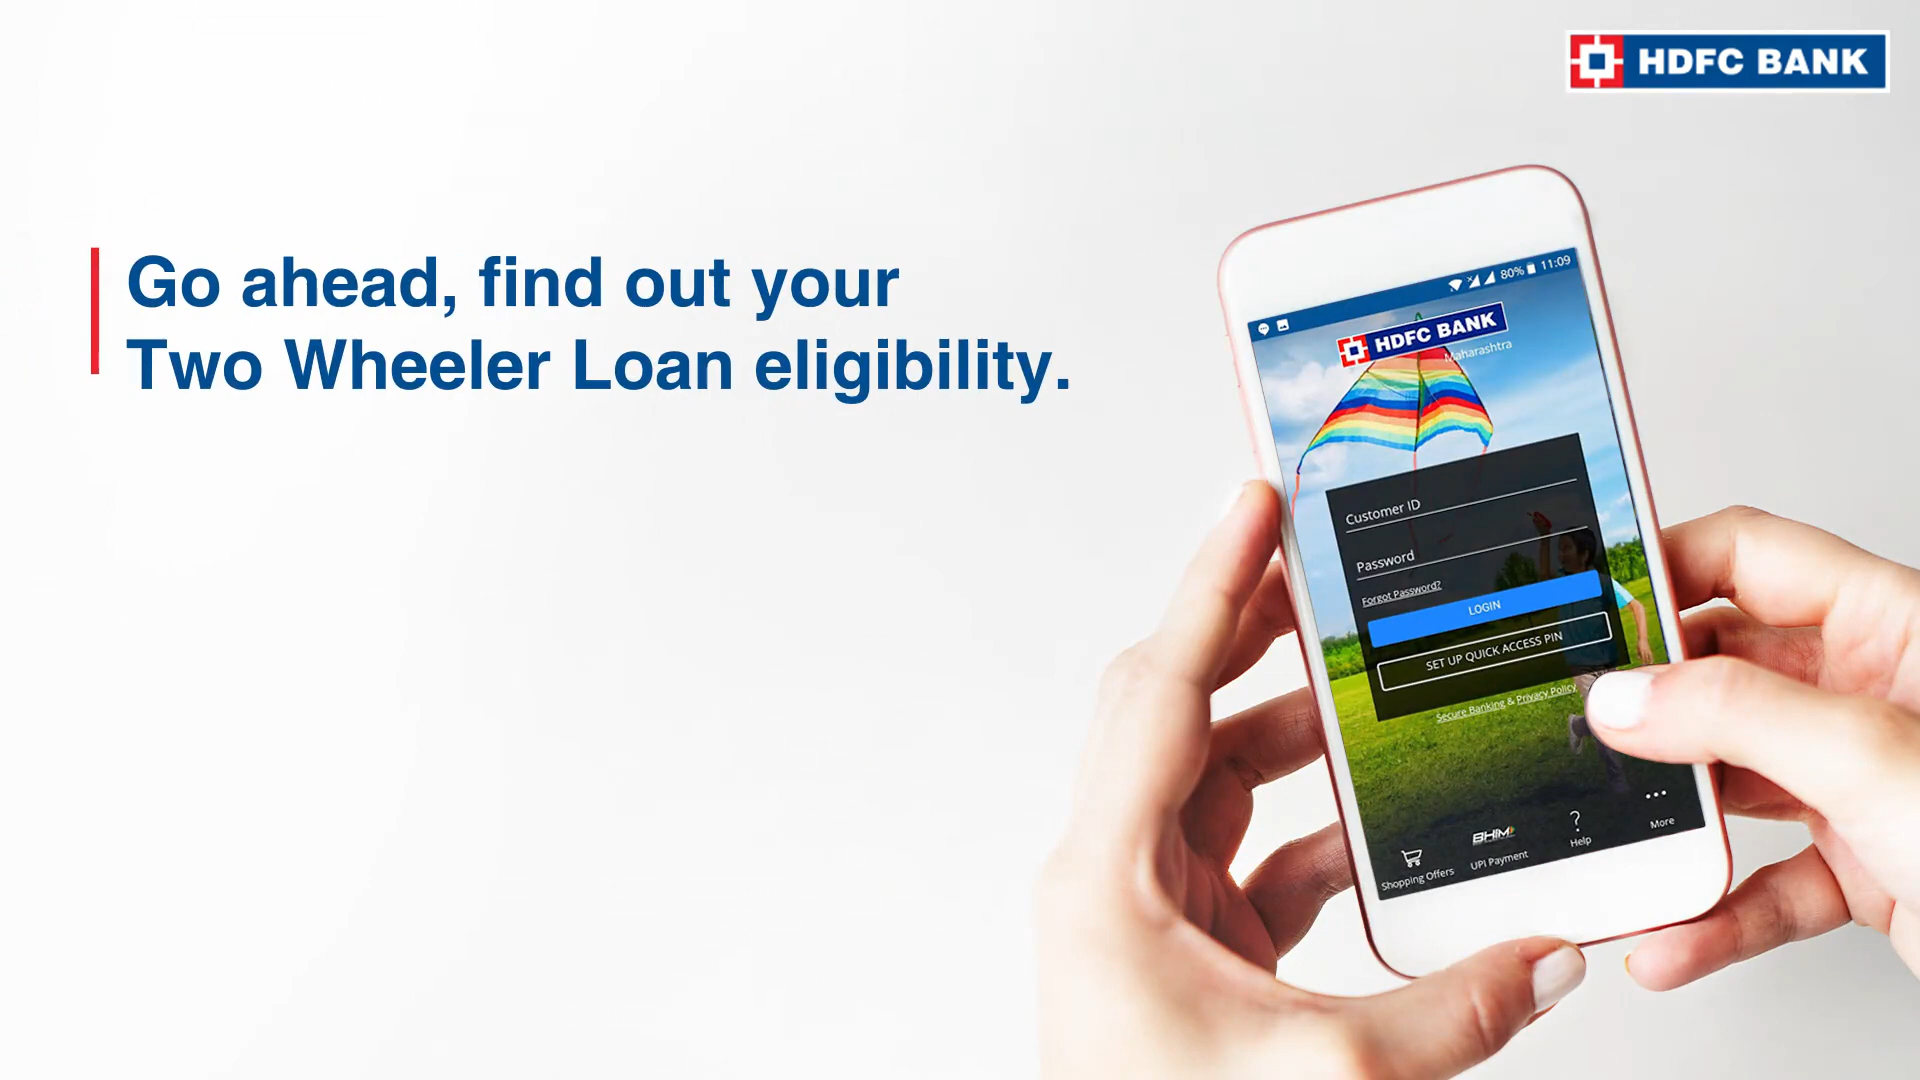 HDFC BANK
Go ahead, find out your
Two Wheeler Loan eligibility.
80% 11:09
HDFC BANK
Maharashtra
Customer ID
Password
Forgot Password?
LOGIN
SET UP QUICK ACCESS PIN
Secure Banking & Privacy Policy
Shopping Offers
BHIM
UPI Payment
Help
More